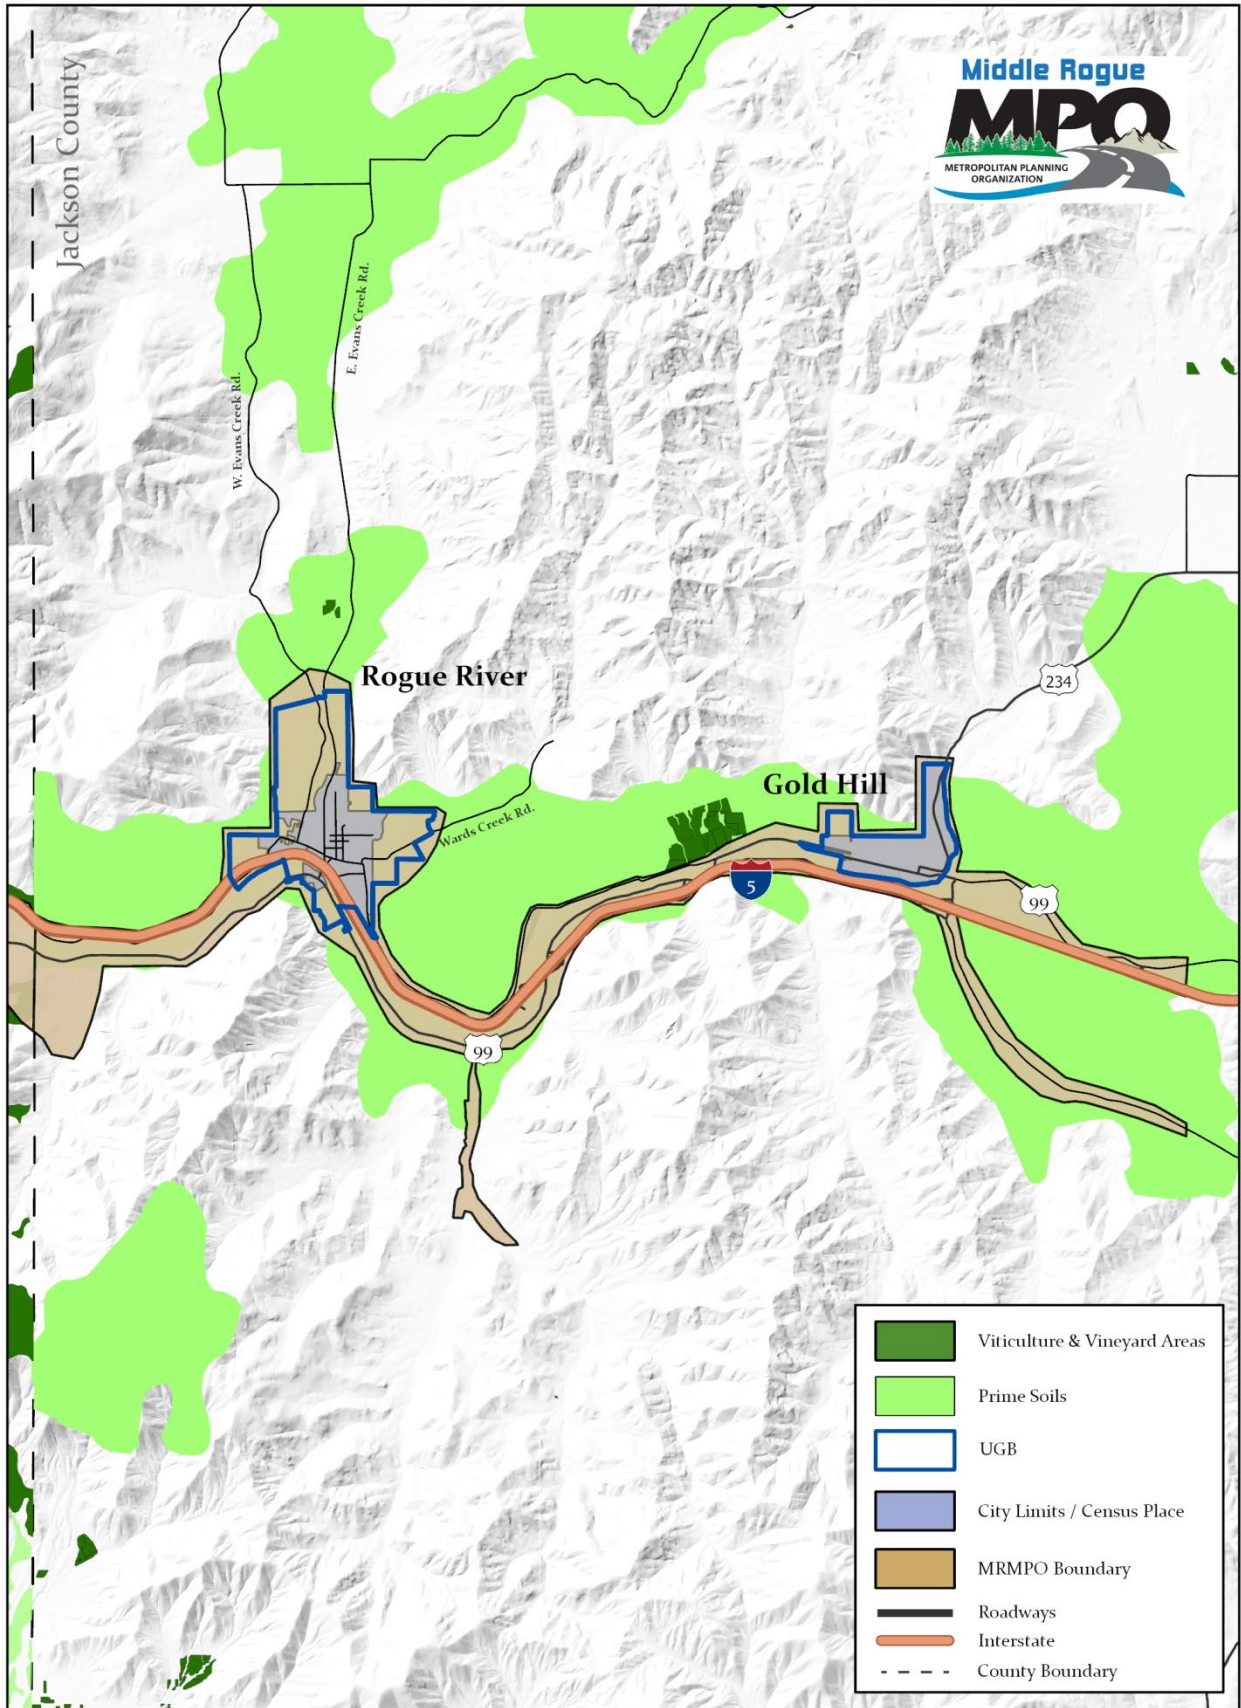 Jackson County
Middle Rogue
MPO
METROPOLITAN PLANNING
ORGANIZATION
E. Evans Creek Rd.
W. Evans Creek Rd.
Rogue River
234
Gold Hill
Wards Creek Rd.
5
99
99
Viticulture & Vineyard Areas
Prime Soils
UGB
City Limits / Census Place
MRMPO Boundary
Roadways
Interstate
County Boundary